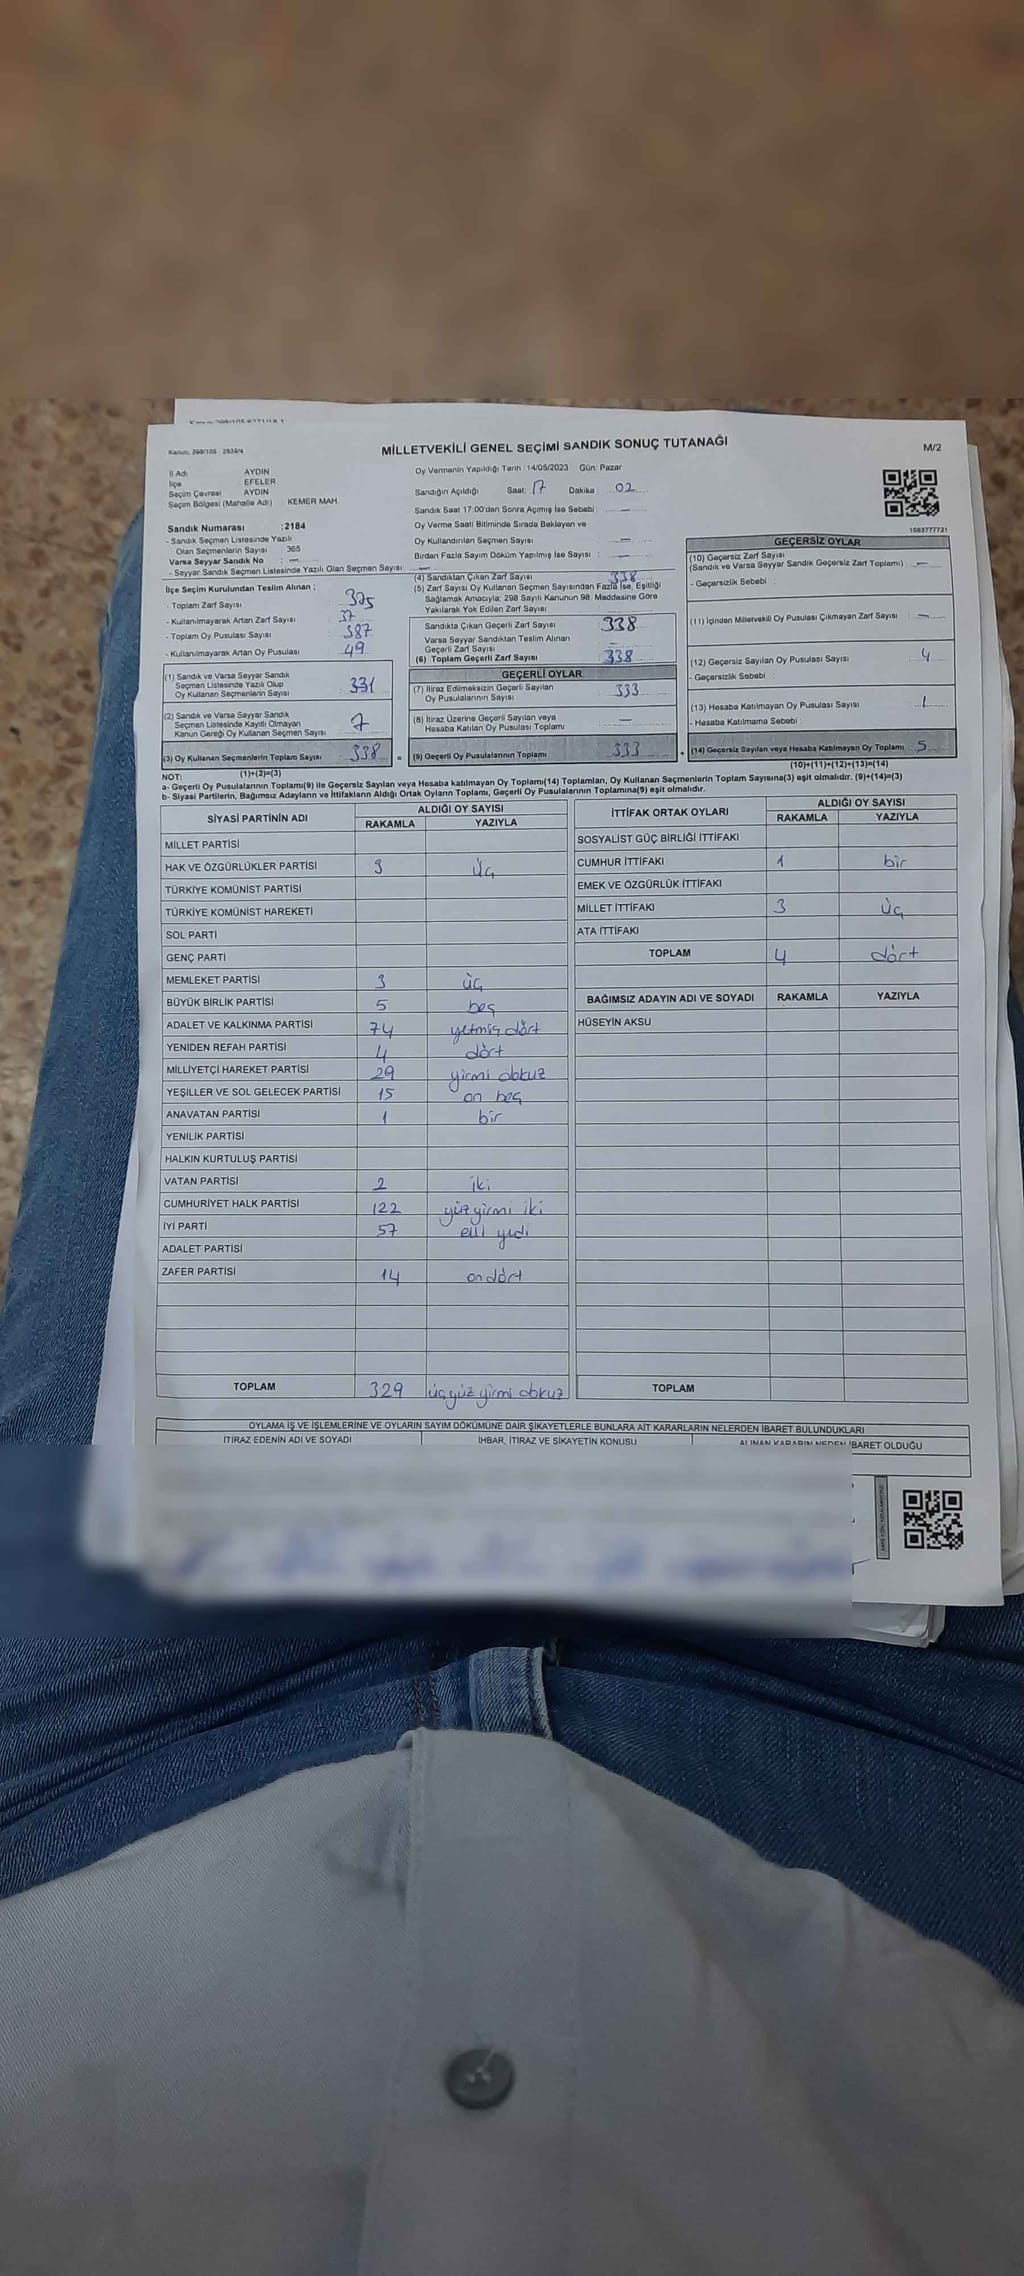 MİLLETVEKİLİ GENEL SEÇİMİ SANDIK SONUÇ TUTANAĞI
M/2
İl Adı AYDIN
İlçe EFELER
Seçim Çevresi AYDIN
Seçim Bölgesi (Mahalle Adı) KEMER MAH.
Sandık Numarası :2184
- Sandık Seçmen Listesinde Yazılı
Olan Seçmenlerin Sayısı 365
Varsa Seyyar Sandık No : —
- Seyyar Sandık Seçmen Listesinde Yazılı Olan Seçmen Sayısı : —
Oy Vermenin Yapıldığı Tarih : 14/05/2023 Gün: Pazar
Sandığın Açıldığı Saat: 17 Dakika : 02
Sandık Saat 17:00'dan Sonra Açımış İse Sebebi : —
Oy Verme Saati Bitiminde Sırada Bekleyen ve
Oy Kullandırılan Seçmen Sayısı : —
Birdan Fazla Sayım Döküm Yapılmış İse Sayısı : —
1083777721
İlçe Seçim Kurulundan Teslim Alınan ;
- Toplam Zarf Sayısı : 375
- Kullanılmayarak Artan Zarf Sayısı : 37
- Toplam Oy Pusulası Sayısı : 387
- Kullanılmayarak Artan Oy Pusulası : 49
(1) Sandık ve Varsa Seyyar Sandık
Seçmen Listesinde Yazılı Olup
Oy Kullanan Seçmenlerin Sayısı : 331
(2) Sandık ve Varsa Seyyar Sandık
Seçmen Listesinde Kayıtlı Olmayan
Kanun Gereği Oy Kullanan Seçmen Sayısı : 7
(3) Oy Kullanan Seçmenlerin Toplam Sayısı : 338
(1)+(2)=(3)
(4) Sandıktan Çıkan Zarf Sayısı : 338
(5) Zarf Sayısı Oy Kullanan Seçmen Sayısından Fazla İse, Eşitliği
Sağlamak Amacıyla; 298 Sayılı Kanunun 98. Maddesine Göre
Yakılarak Yok Edilen Zarf Sayısı
Sandıkta Çıkan Geçerli Zarf Sayısı : 338
Varsa Seyyar Sandıktan Teslim Alınan
Geçerli Zarf Sayısı
(6) Toplam Geçerli Zarf Sayısı : 338
GEÇERLİ OYLAR
(7) İtiraz Edilmeksizin Geçerli Sayılan
Oy Pusulalarının Sayısı : 333
(8) İtiraz Üzerine Geçerli Sayılan veya
Hesaba Katılan Oy Pusulası Toplamı : —
= (9) Geçerli Oy Pusulalarının Toplamı : 333
GEÇERSİZ OYLAR
(10) Geçersiz Zarf Sayısı
(Sandık ve Varsa Seyyar Sandık Geçersiz Zarf Toplamı) : —
- Geçersizlik Sebebi :
(11) İçinden Milletvekili Oy Pusulası Çıkmayan Zarf Sayısı : —
(12) Geçersiz Sayılan Oy Pusulası Sayısı : 4
- Geçersizlik Sebebi :
(13) Hesaba Katılmayan Oy Pusulası Sayısı : 1
- Hesaba Katılmama Sebebi :
+ (14) Geçersiz Sayılan veya Hesaba Katılmayan Oy Toplamı : 5
(10)+(11)+(12)+(13)=(14)
NOT:
a- Geçerli Oy Pusulalarının Toplamı(9) ile Geçersiz Sayılan veya Hesaba katılmayan Oy Toplamı(14) Toplamları, Oy Kullanan Seçmenlerin Toplam Sayısına(3) eşit olmalıdır. (9)+(14)=(3)
b- Siyasi Partilerin, Bağımsız Adayların ve İttifakların Aldığı Ortak Oyların Toplamı, Geçerli Oy Pusulalarının Toplamına(9) eşit olmalıdır.
SİYASİ PARTİNİN ADI ALDIĞI OY SAYISI
RAKAMLA YAZIYLA
MİLLET PARTİSİ
HAK VE ÖZGÜRLÜKLER PARTİSİ 3 üç
TÜRKİYE KOMÜNİST PARTİSİ
TÜRKİYE KOMÜNİST HAREKETİ
SOL PARTİ
GENÇ PARTİ
MEMLEKET PARTİSİ 3 üç
BÜYÜK BİRLİK PARTİSİ 5 beş
ADALET VE KALKINMA PARTİSİ 74 yetmiş dört
YENİDEN REFAH PARTİSİ 4 dört
MİLLİYETÇİ HAREKET PARTİSİ 29 yirmi dokuz
YEŞİLLER VE SOL GELECEK PARTİSİ 15 on beş
ANAVATAN PARTİSİ 1 bir
YENİLİK PARTİSİ
HALKIN KURTULUŞ PARTİSİ
VATAN PARTİSİ 2 iki
CUMHURİYET HALK PARTİSİ 122 yüz yirmi iki
İYİ PARTİ 57 elli yedi
ADALET PARTİSİ
ZAFER PARTİSİ 14 on dört
TOPLAM 329 üç yüz yirmi dokuz
İTTİFAK ORTAK OYLARI ALDIĞI OY SAYISI
RAKAMLA YAZIYLA
SOSYALİST GÜÇ BİRLİĞİ İTTİFAKI
CUMHUR İTTİFAKI 1 bir
EMEK VE ÖZGÜRLÜK İTTİFAKI
MİLLET İTTİFAKI 3 üç
ATA İTTİFAKI
TOPLAM 4 dört
BAĞIMSIZ ADAYIN ADI VE SOYADI RAKAMLA YAZIYLA
HÜSEYİN AKSU
TOPLAM
OYLAMA İŞ VE İŞLEMLERİNE VE OYLARIN SAYIM DÖKÜMÜNE DAİR ŞİKAYETLERLE BUNLARA AİT KARARLARIN NELERDEN İBARET BULUNDUKLARI
İTİRAZ EDENİN ADI VE SOYADI İHBAR, İTİRAZ VE ŞİKAYETİN KONUSU ALINAN KARARIN NEDEN İBARET OLDUĞU